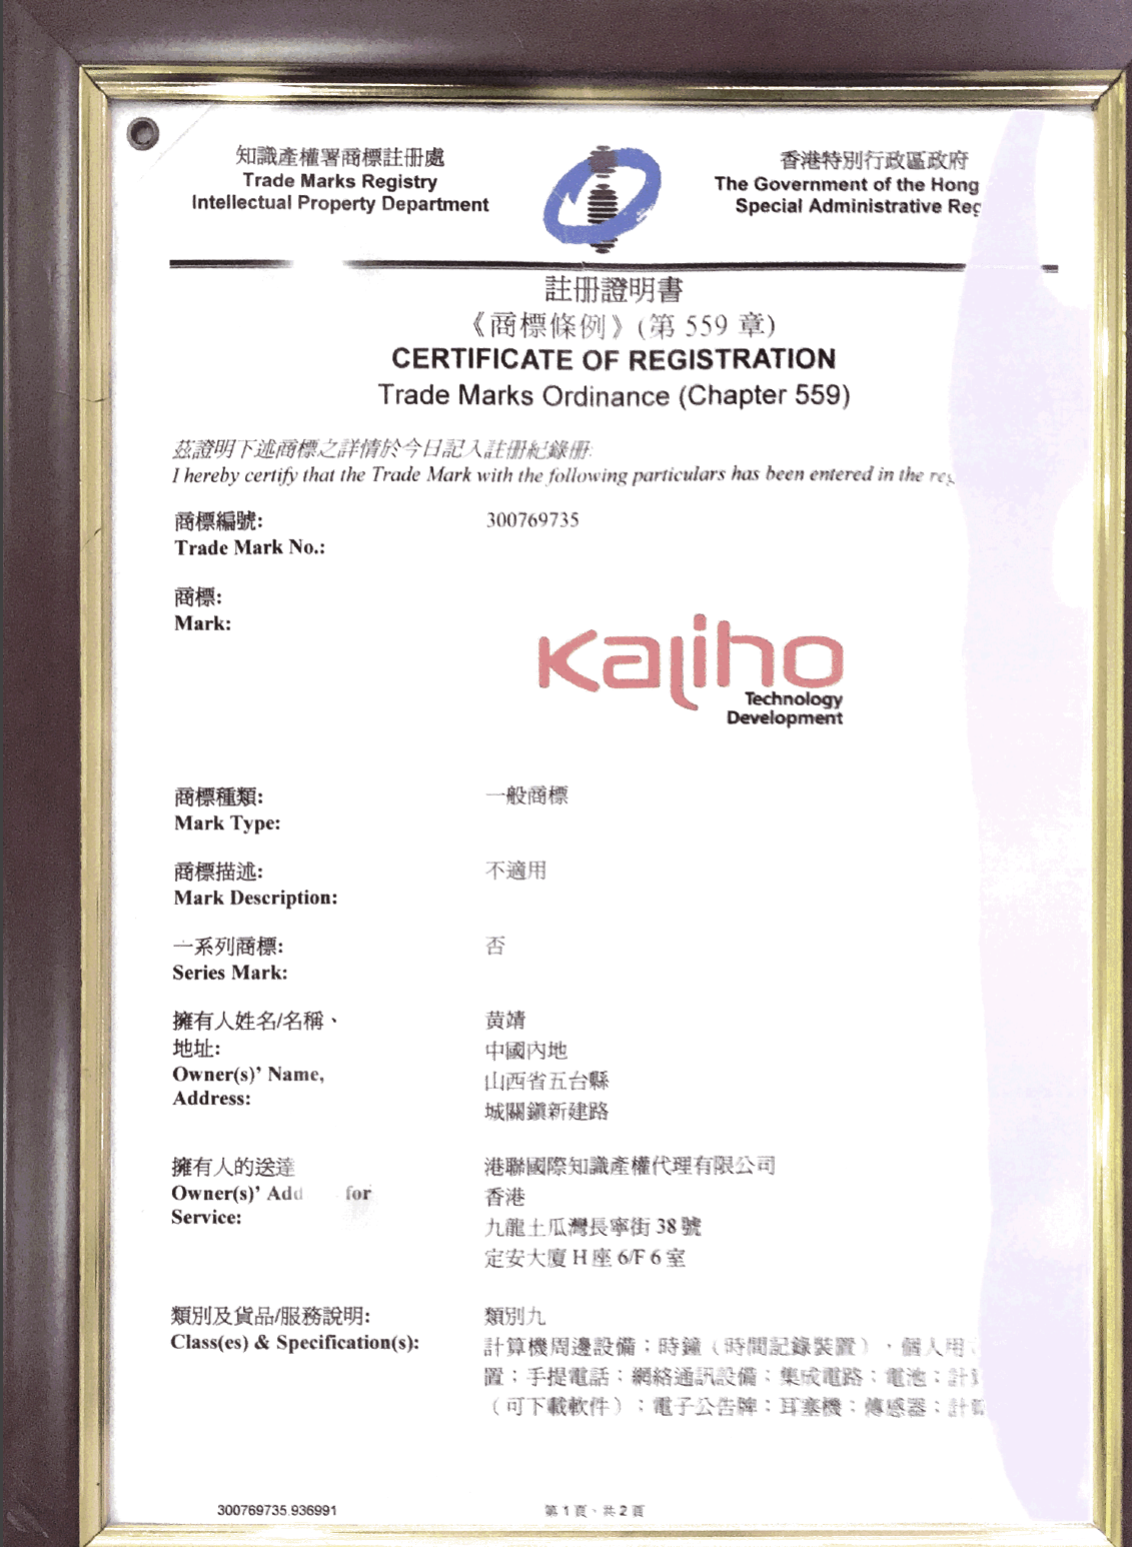 知識產權署商標註册處
Trade Marks Registry
Intellectual Property Department
香港特別行政區政府
The Government of the Hong
Special Administrative
註册證明書
《商標條例》(第 559 章)
CERTIFICATE OF REGISTRATION
Trade Marks Ordinance (Chapter 559)
茲證明下述商標之詳情於今日記入註册紀錄册:
I hereby certify that the Trade Mark with the following particulars has been entered in the
商標編號:
Trade Mark No.:
300769735
商標:
Mark:
Kaliho
Technology
Development
商標種類:
Mark Type:
一般商標
商標描述:
Mark Description:
不適用
一系列商標:
Series Mark:
否
擁有人姓名/名稱、
地址:
Owner(s)' Name,
Address:
黃靖
中國內地
山西省五台縣
城關鎮新建路
擁有人的送達
Owner(s)' for
Service:
港聯國際知識產權代理有限公司
香港
九龍土瓜灣長寧街 38 號
定安大廈 H 座 6/F 6 室
類別及貨品/服務說明:
Class(es) & Specification(s):
類別九
計算機周邊設備；時鐘（時間記錄裝置），個人用
置；手提電話；網絡通訊設備；集成電路；電池；計
（可下載軟件）；電子公告牌；耳塞機；傳感器；計
300769735.936991
第 1 頁、共 2 頁